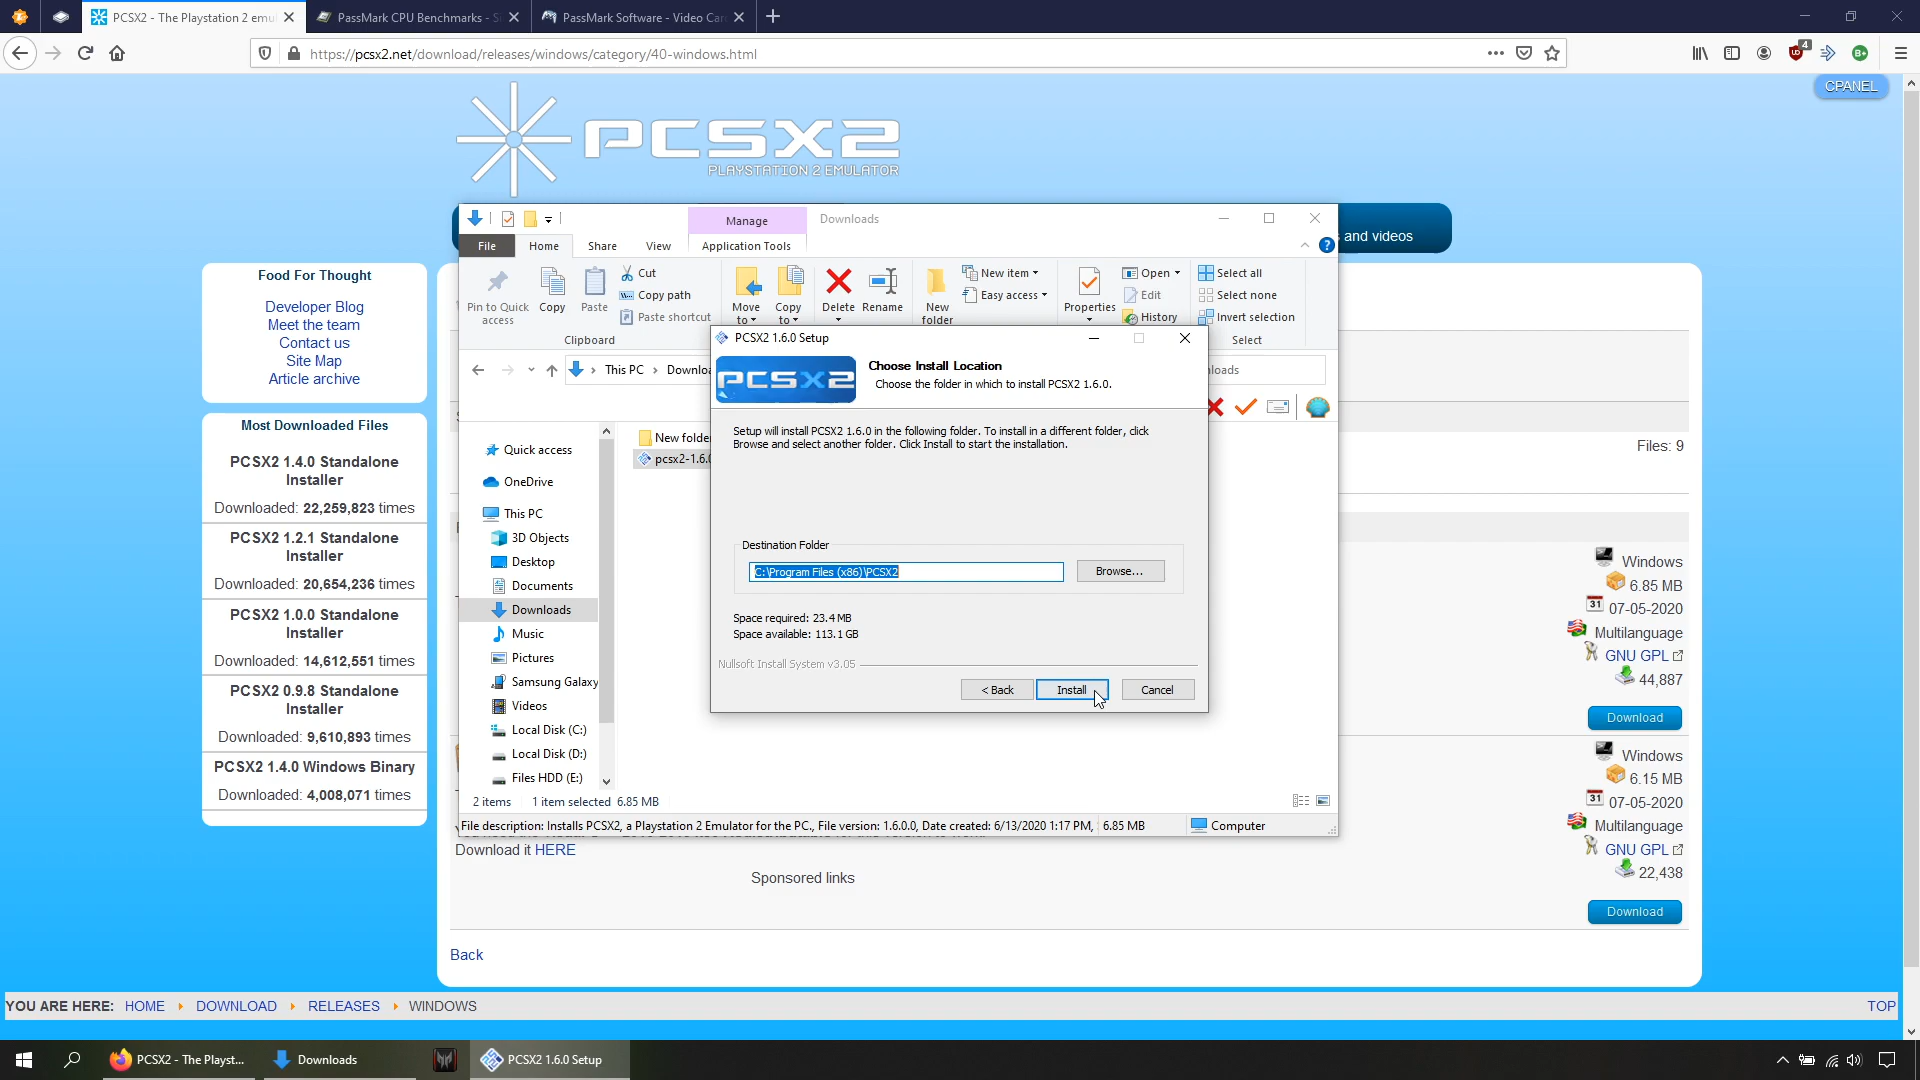 PCSX2 - The Playstation 2 emu
PassMark CPU Benchmarks - Si
PassMark Software - Video Car
https://pcsx2.net/download/releases/windows/category/40-windows.html
4
B+
CPANEL
PCSX2
PLAYSTATION 2 EMULATOR
and videos
Food For Thought
Developer Blog
Meet the team
Contact us
Site Map
Article archive
Most Downloaded Files
PCSX2 1.4.0 Standalone
Installer
Downloaded: 22,259,823 times
PCSX2 1.2.1 Standalone
Installer
Downloaded: 20,654,236 times
PCSX2 1.0.0 Standalone
Installer
Downloaded: 14,612,551 times
PCSX2 0.9.8 Standalone
Installer
Downloaded: 9,610,893 times
PCSX2 1.4.0 Windows Binary
Downloaded: 4,008,071 times
Manage
Downloads
File
Home
Share
View
Application Tools
Pin to Quick
access
Copy
Paste
Cut
Copy path
Paste shortcut
Clipboard
Move
to
Copy
to
Delete
Rename
New
folder
New item
Easy access
Properties
Open
Edit
History
Select all
Select none
Invert selection
Select
This PC
Downloa
loads
Quick access
OneDrive
This PC
3D Objects
Desktop
Documents
Downloads
Music
Pictures
Samsung Galaxy
Videos
Local Disk (C:)
Local Disk (D:)
Files HDD (E:)
New folde
pcsx2-1.6.0
2 items
1 item selected 6.85 MB
File description: Installs PCSX2, a Playstation 2 Emulator for the PC., File version: 1.6.0.0, Date created: 6/13/2020 1:17 PM,
6.85 MB
Computer
PCSX2 1.6.0 Setup
PCSX2
Choose Install Location
Choose the folder in which to install PCSX2 1.6.0.
Setup will install PCSX2 1.6.0 in the following folder. To install in a different folder, click
Browse and select another folder. Click Install to start the installation.
Destination Folder
C:\Program Files (x86)\PCSX2
Browse...
Space required: 23.4 MB
Space available: 113.1 GB
Nullsoft Install System v3.05
< Back
Install
Cancel
Files: 9
Windows
6.85 MB
31 07-05-2020
Multilanguage
GNU GPL
44,887
Download
Windows
6.15 MB
31 07-05-2020
Multilanguage
GNU GPL
22,438
Download
Download it HERE
Sponsored links
Back
YOU ARE HERE: HOME DOWNLOAD RELEASES WINDOWS
TOP
PCSX2 - The Playst...
Downloads
PCSX2 1.6.0 Setup